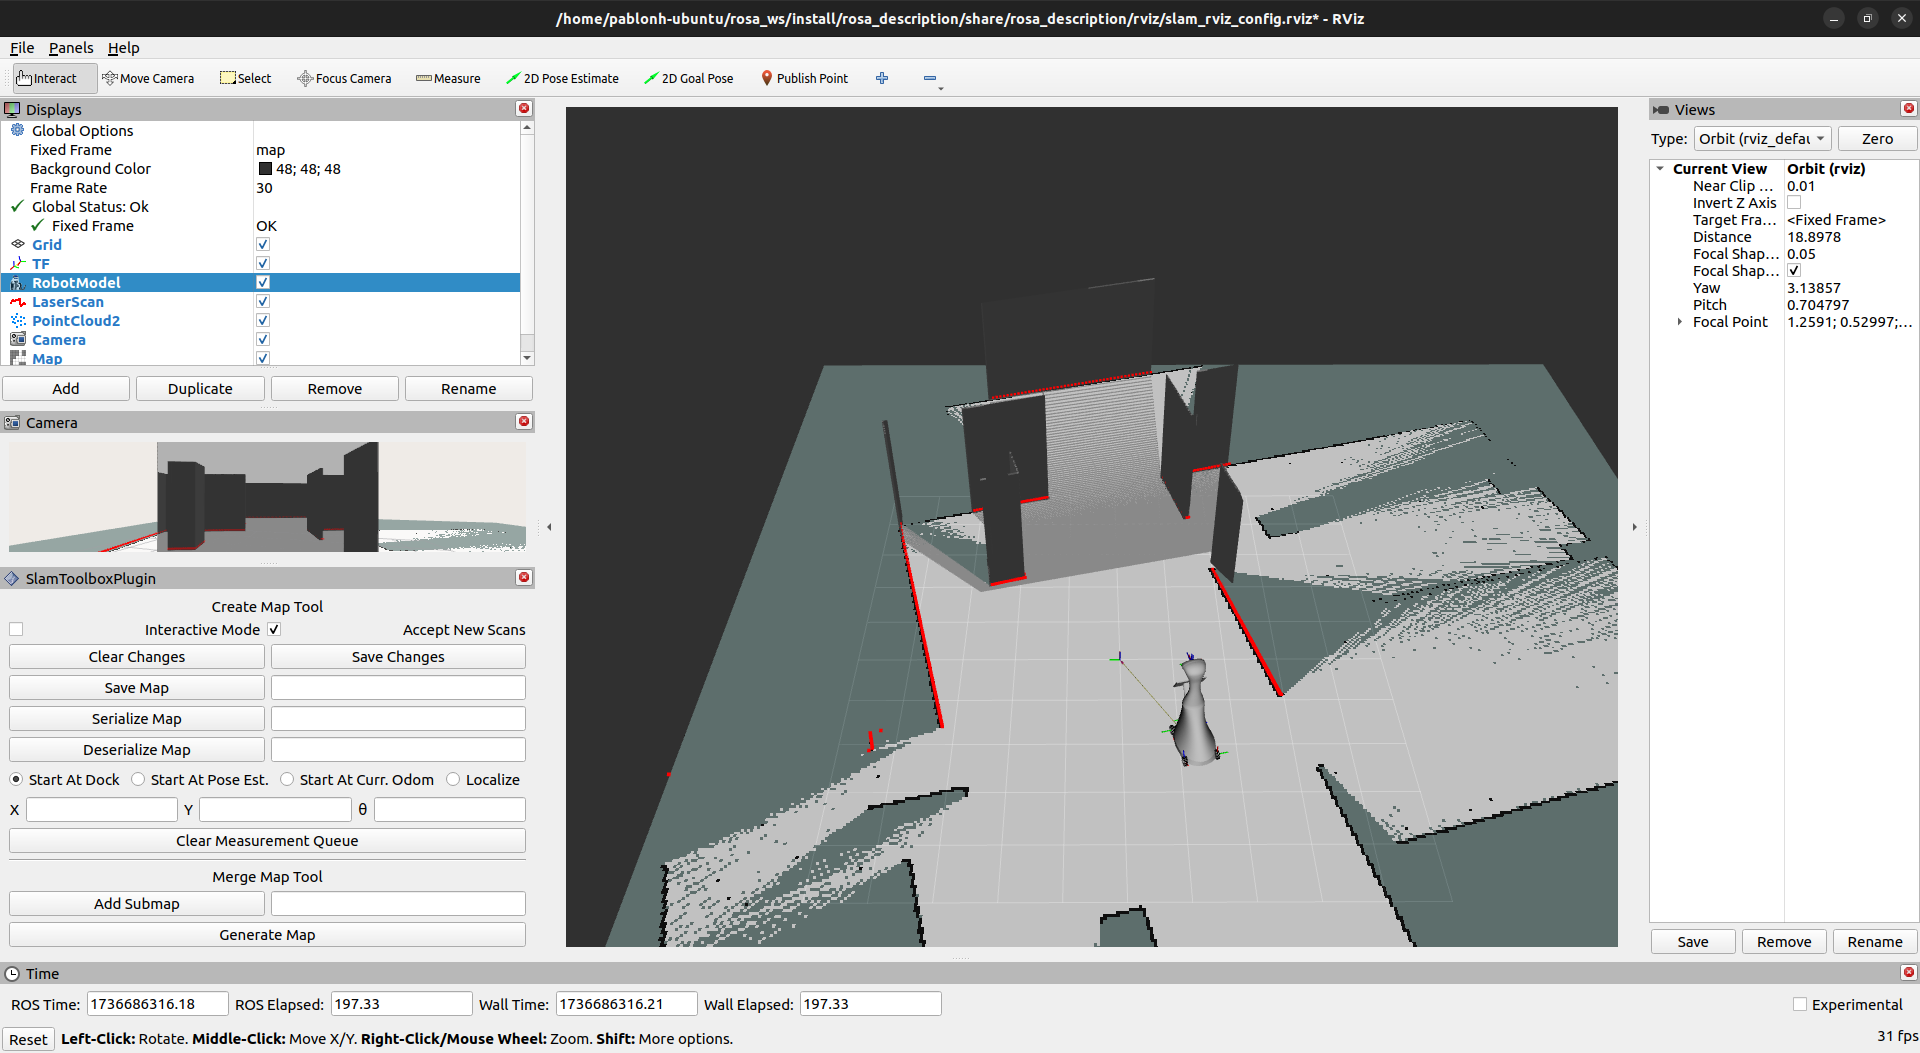 /home/pablonh-ubuntu/rosa_ws/install/rosa_description/share/rosa_description/rviz/slam_rviz_config.rviz* - RViz
File Panels Help
Interact Move Camera Select Focus Camera Measure 2D Pose Estimate 2D Goal Pose Publish Point
Displays
Global Options
Fixed Frame map
Background Color 48; 48; 48
Frame Rate 30
Global Status: Ok
Fixed Frame OK
Grid
TF
RobotModel
LaserScan
PointCloud2
Camera
Map
Add Duplicate Remove Rename
Camera
SlamToolboxPlugin
Create Map Tool
Interactive Mode Accept New Scans
Clear Changes Save Changes
Save Map
Serialize Map
Deserialize Map
Start At Dock Start At Pose Est. Start At Curr. Odom Localize
X Y θ
Clear Measurement Queue
Merge Map Tool
Add Submap
Generate Map
Views
Type: Orbit (rviz_defau Zero
Current View Orbit (rviz)
Near Clip ... 0.01
Invert Z Axis
Target Fra... <Fixed Frame>
Distance 18.8978
Focal Shap... 0.05
Focal Shap...
Yaw 3.13857
Pitch 0.704797
Focal Point 1.2591; 0.52997;...
Save Remove Rename
Time
ROS Time: 1736686316.18 ROS Elapsed: 197.33 Wall Time: 1736686316.21 Wall Elapsed: 197.33 Experimental
Reset Left-Click: Rotate. Middle-Click: Move X/Y. Right-Click/Mouse Wheel: Zoom. Shift: More options. 31 fps